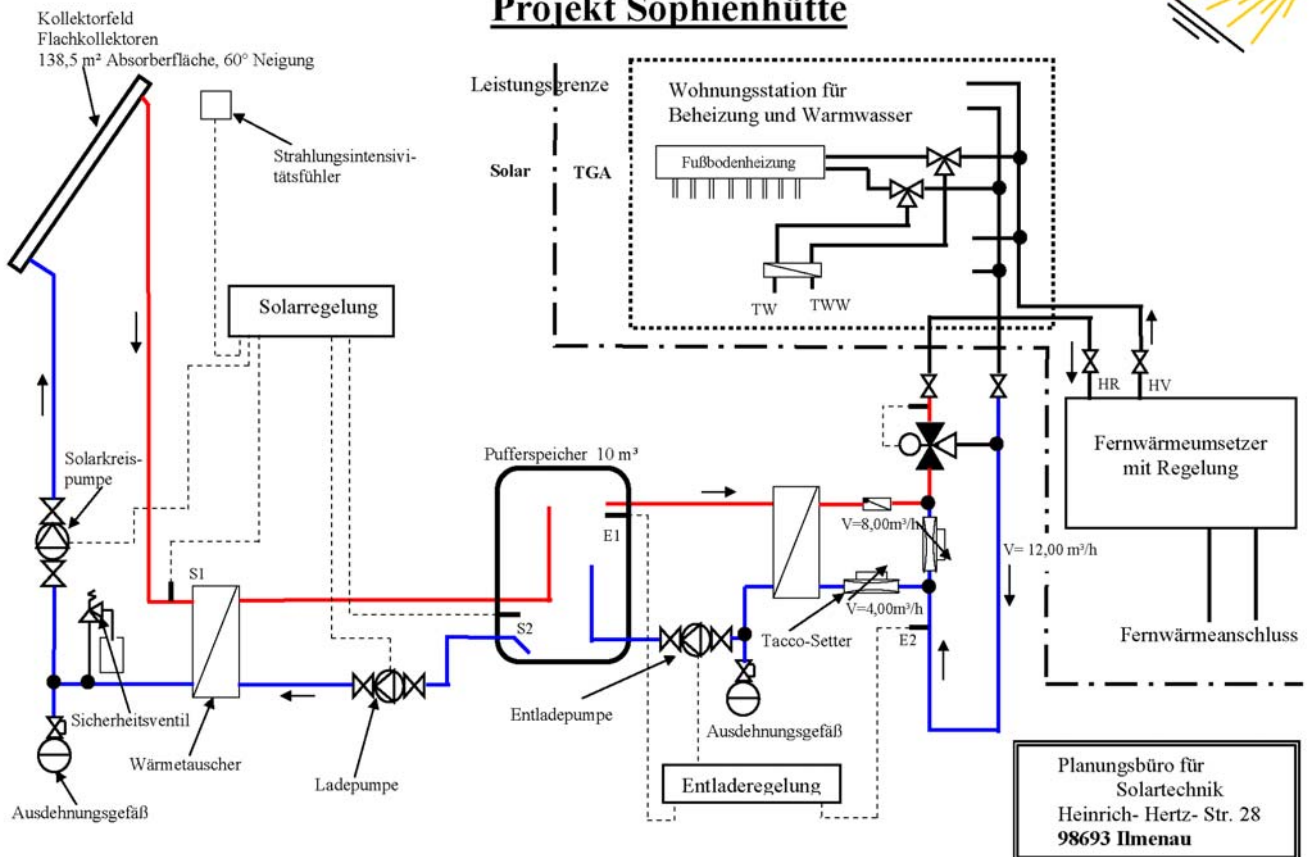 Projekt Sophienhütte
Kollektorfeld
Flachkollektoren
138,5 m² Absorberfläche, 60° Neigung
Strahlungsintensivi-
tätsfühler
Leistungsgrenze
Solar
TGA
Wohnungsstation für
Beheizung und Warmwasser
Fußbodenheizung
TW
TWW
Solarregelung
HR
HV
Fernwärmeumsetzer
mit Regelung
Fernwärmeanschluss
Solarkreis-
pumpe
Pufferspeicher 10 m³
E1
S1
S2
V=8,00m³/h
V= 12,00 m³/h
V=4,00m³/h
Tacco-Setter
E2
Sicherheitsventil
Wärmetauscher
Ladepumpe
Entladepumpe
Ausdehnungsgefäß
Ausdehnungsgefäß
Entladeregelung
Planungsbüro für
Solartechnik
Heinrich- Hertz- Str. 28
98693 Ilmenau